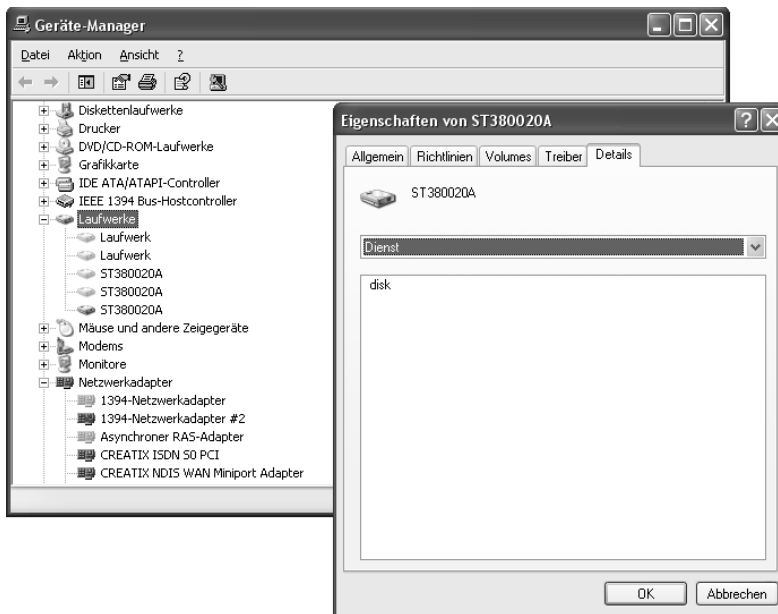 Geräte-Manager
Datei Aktion Ansicht ?
Diskettenlaufwerke
Drucker
DVD/CD-ROM-Laufwerke
Grafikkarte
IDE ATA/ATAPI-Controller
IEEE 1394 Bus-Hostcontroller
Laufwerke
Laufwerk
Laufwerk
ST380020A
ST380020A
ST380020A
Mäuse und andere Zeigegeräte
Modems
Monitore
Netzwerkadapter
1394-Netzwerkadapter
1394-Netzwerkadapter #2
Asynchroner RAS-Adapter
CREATIX ISDN S0 PCI
CREATIX NDIS WAN Miniport Adapter
Eigenschaften von ST380020A
Allgemein Richtlinien Volumes Treiber Details
ST380020A
Dienst
disk
OK Abbrechen